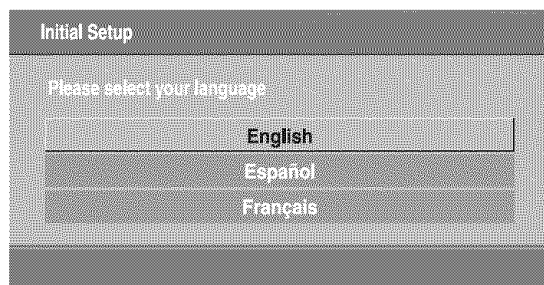 Initial Setup
Please select your language
English
Español
Français